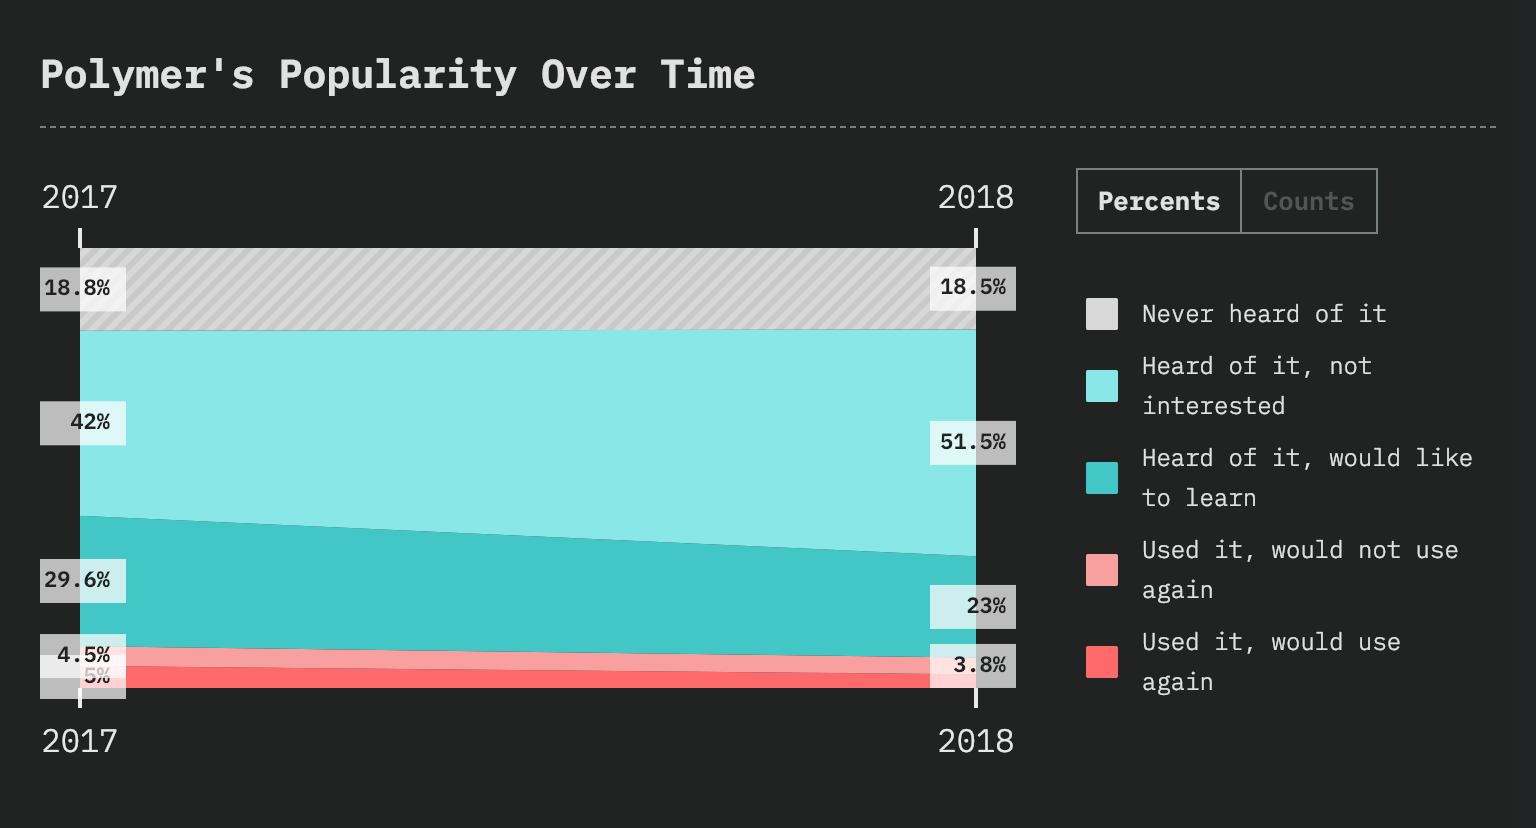 Polymer's Popularity Over Time
2017
2018
Percents
Counts
18.8%
18.5%
42%
51.5%
29.6%
23%
4.5%
3.8%
5%
2017
2018
Never heard of it
Heard of it, not
interested
Heard of it, would like
to learn
Used it, would not use
again
Used it, would use
again